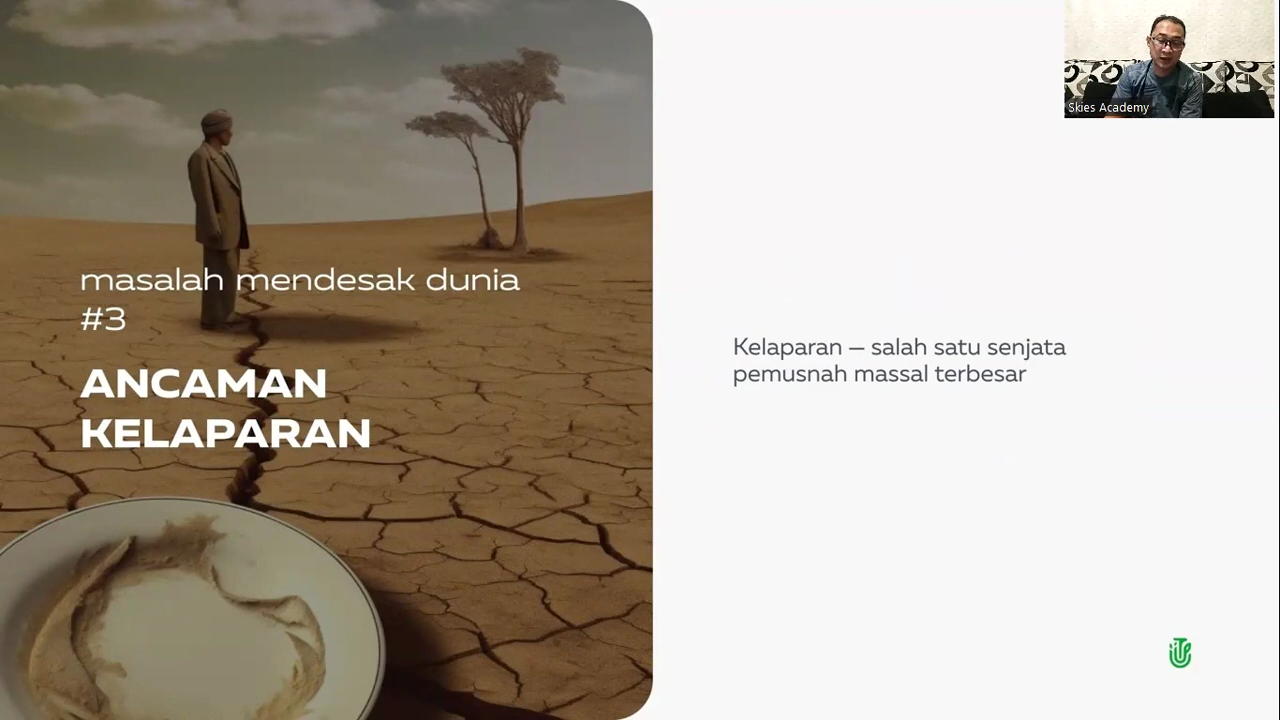 masalah mendesak dunia
#3
ANCAMAN
KELAPARAN
Kelaparan – salah satu senjata
pemusnah massal terbesar
Skies Academy